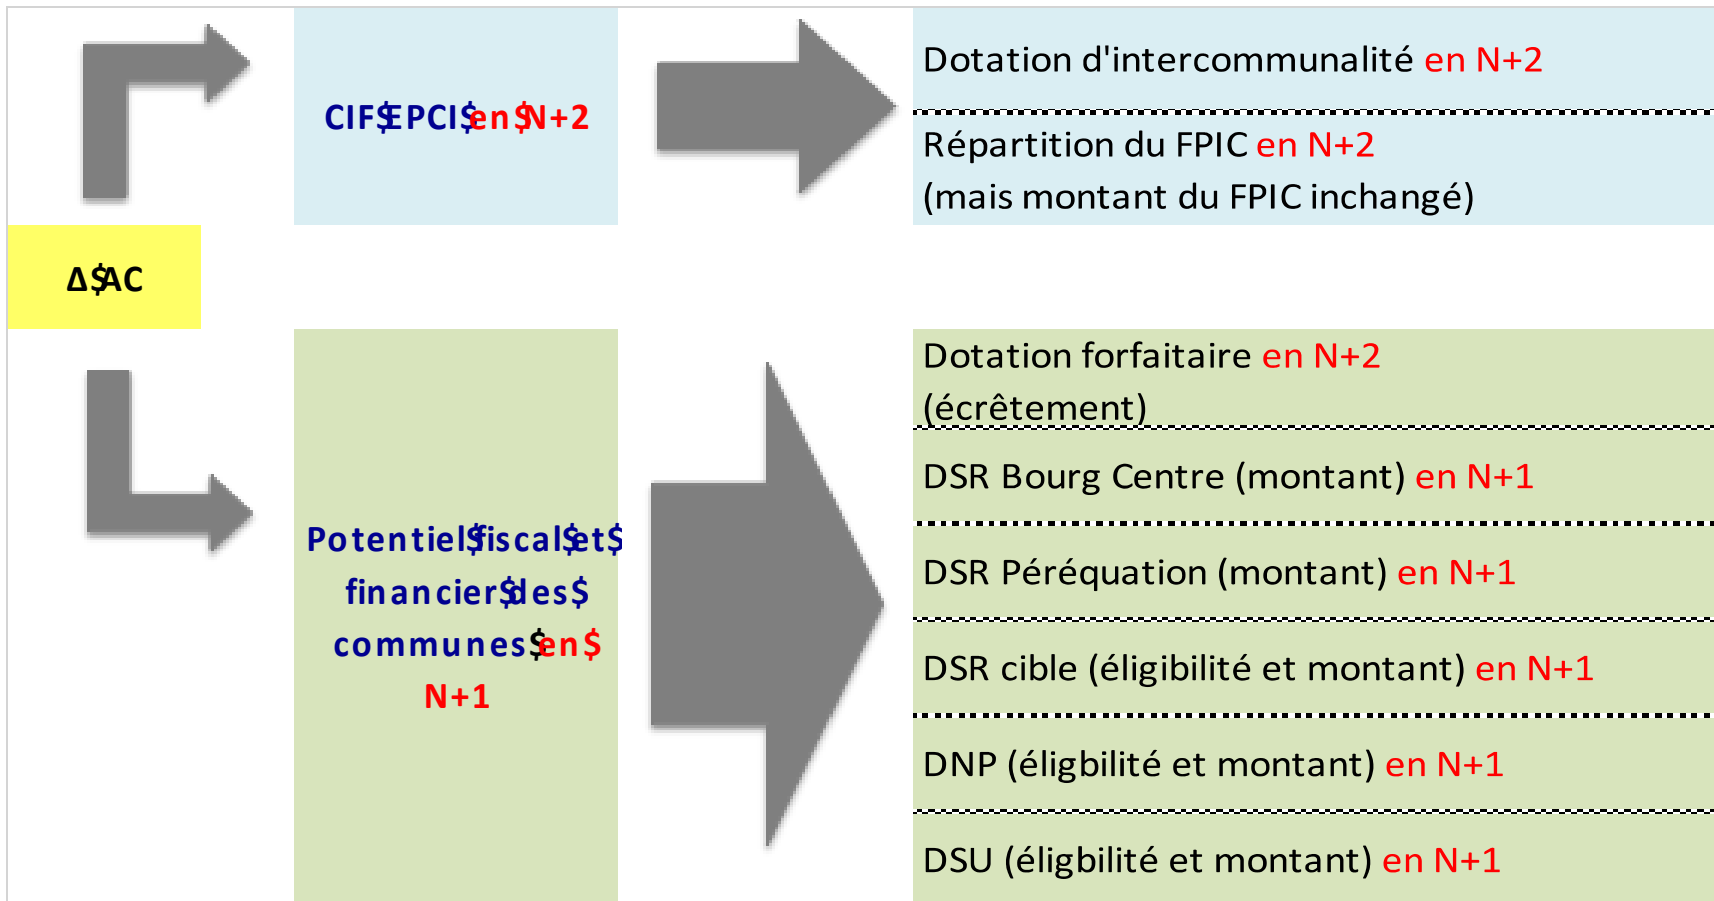 CIF$EPCI$en$N+2
Dotation d'intercommunalité en N+2
Répartition du FPIC en N+2
(mais montant du FPIC inchangé)
Δ$AC
Potentiel$fiscal$et$
financier$des$
communes$en$
N+1
Dotation forfaitaire en N+2
(écrêtement)
DSR Bourg Centre (montant) en N+1
DSR Péréquation (montant) en N+1
DSR cible (éligibilité et montant) en N+1
DNP (éligbilité et montant) en N+1
DSU (éligbilité et montant) en N+1